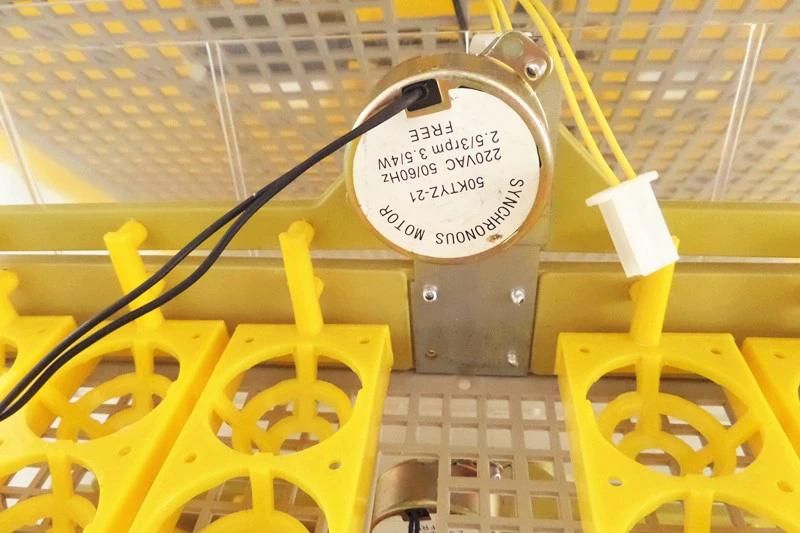 SYNCHRONOUS MOTOR
50KTYZ-21
220VAC 50/60Hz
2.5/3rpm 3.5/4W
FREE